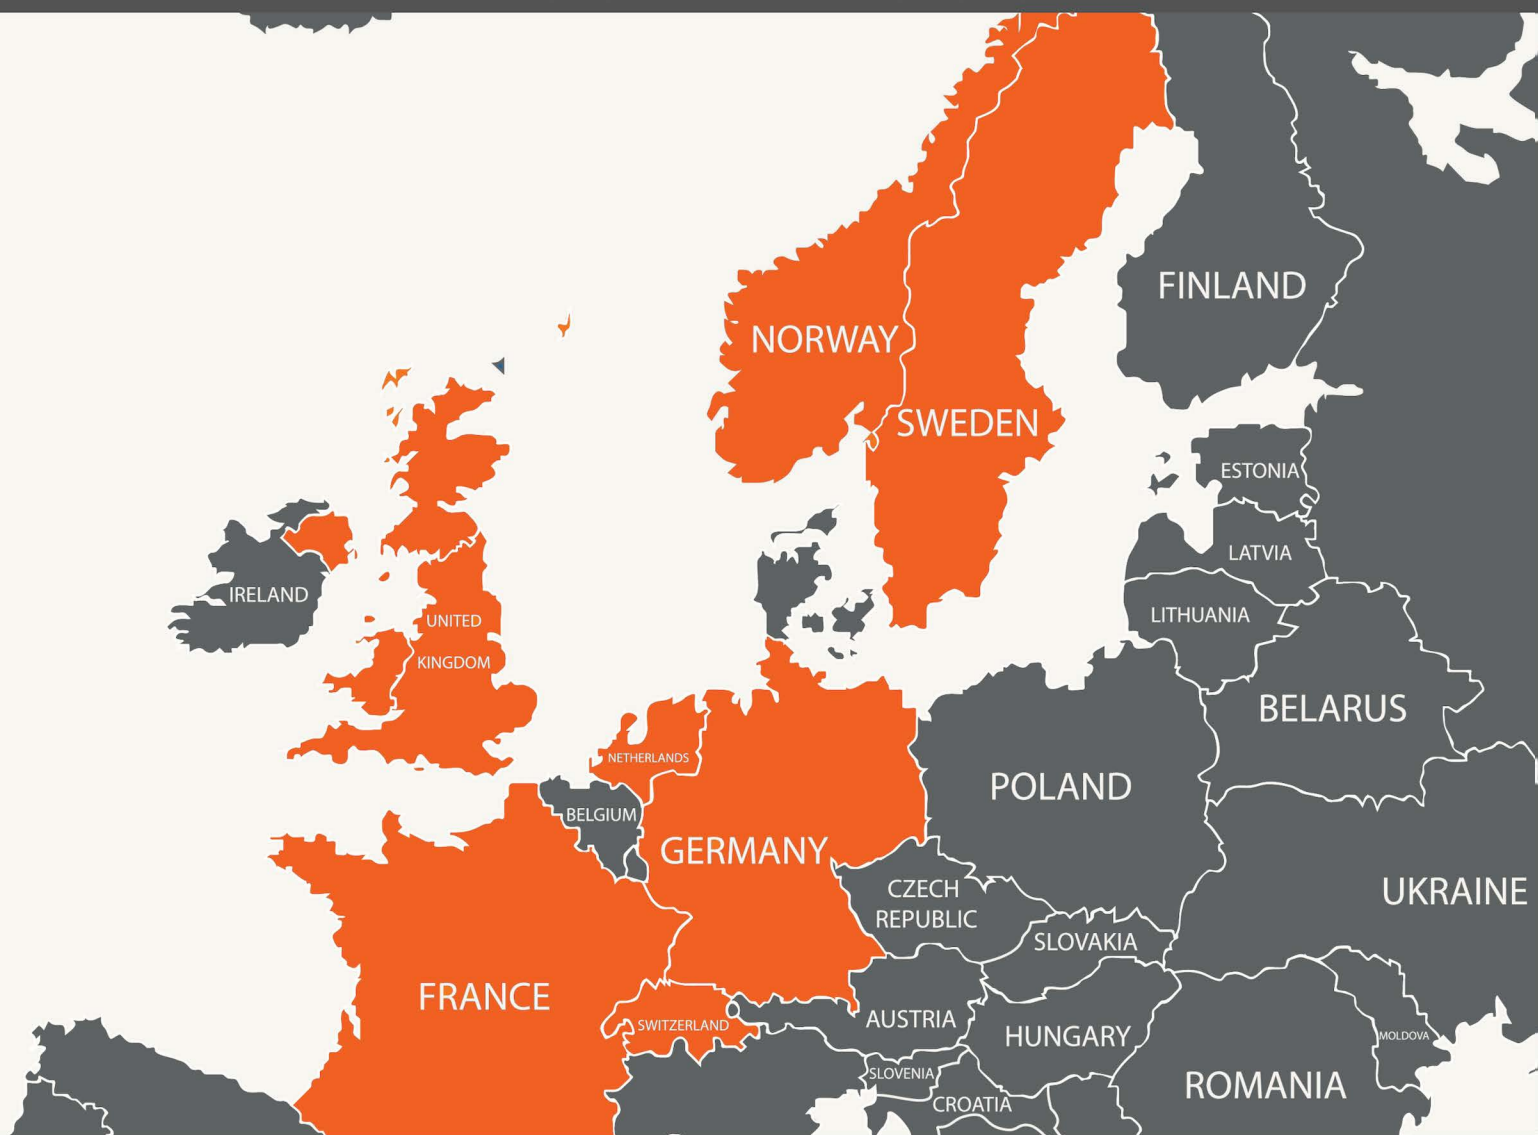 FINLAND
NORWAY
SWEDEN
ESTONIA
LATVIA
IRELAND
LITHUANIA
UNITED
KINGDOM
BELARUS
NETHERLANDS
POLAND
BELGIUM
GERMANY
CZECH
REPUBLIC
UKRAINE
SLOVAKIA
FRANCE
SWITZERLAND
AUSTRIA
HUNGARY
MOLDOVA
SLOVENIA
ROMANIA
CROATIA